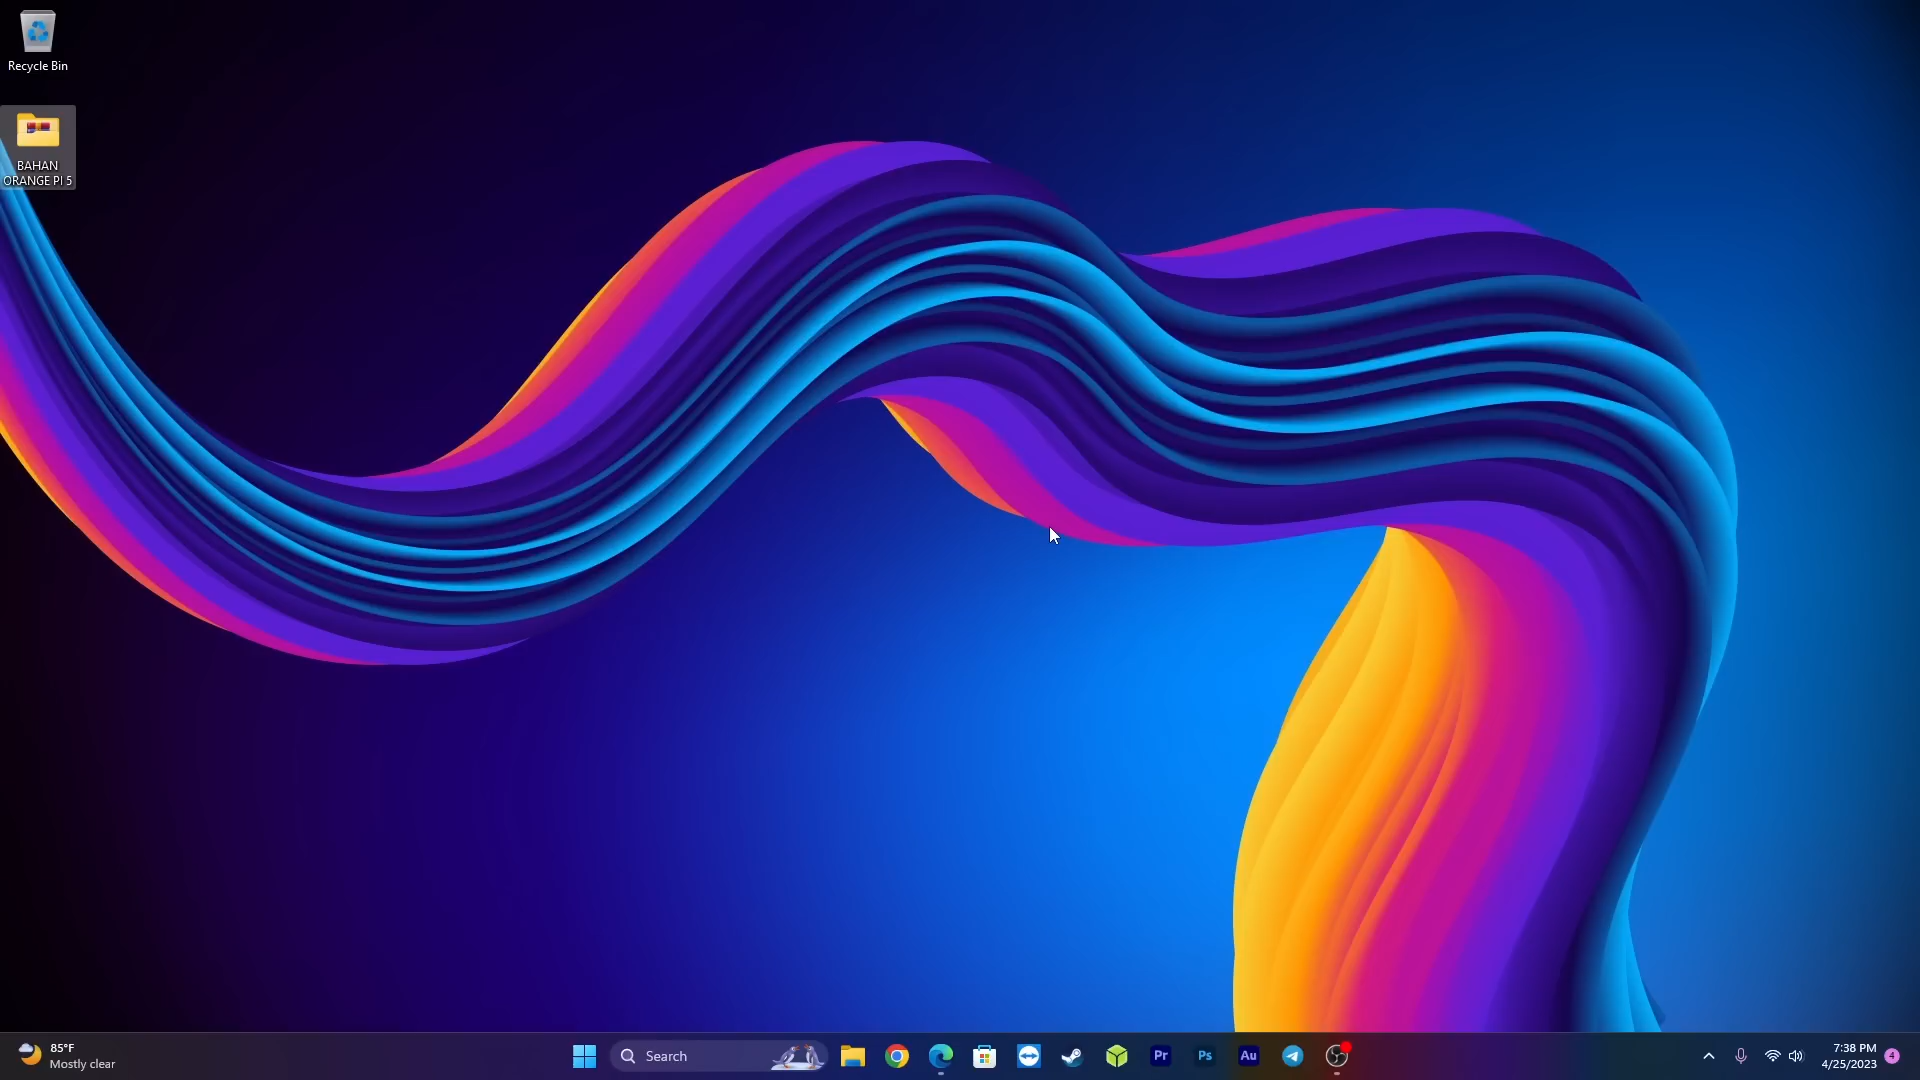 Recycle Bin
BAHAN
ORANGE PI 5
85°F
Mostly clear
Search
Pr
Ps
Au
7:38 PM
4/25/2023
4